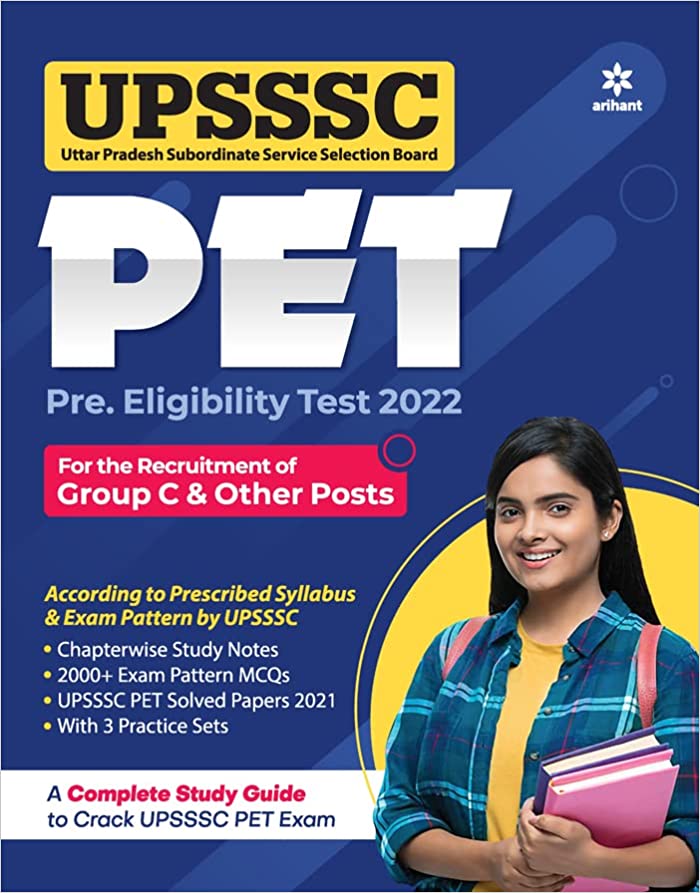 UPSSSC
Uttar Pradesh Subordinate Service Selection Board
arihant
PET
Pre. Eligibility Test 2022
For the Recruitment of
Group C & Other Posts
According to Prescribed Syllabus
& Exam Pattern by UPSSSC
• Chapterwise Study Notes
• 2000+ Exam Pattern MCQs
• UPSSSC PET Solved Papers 2021
• With 3 Practice Sets
A Complete Study Guide
to Crack UPSSSC PET Exam